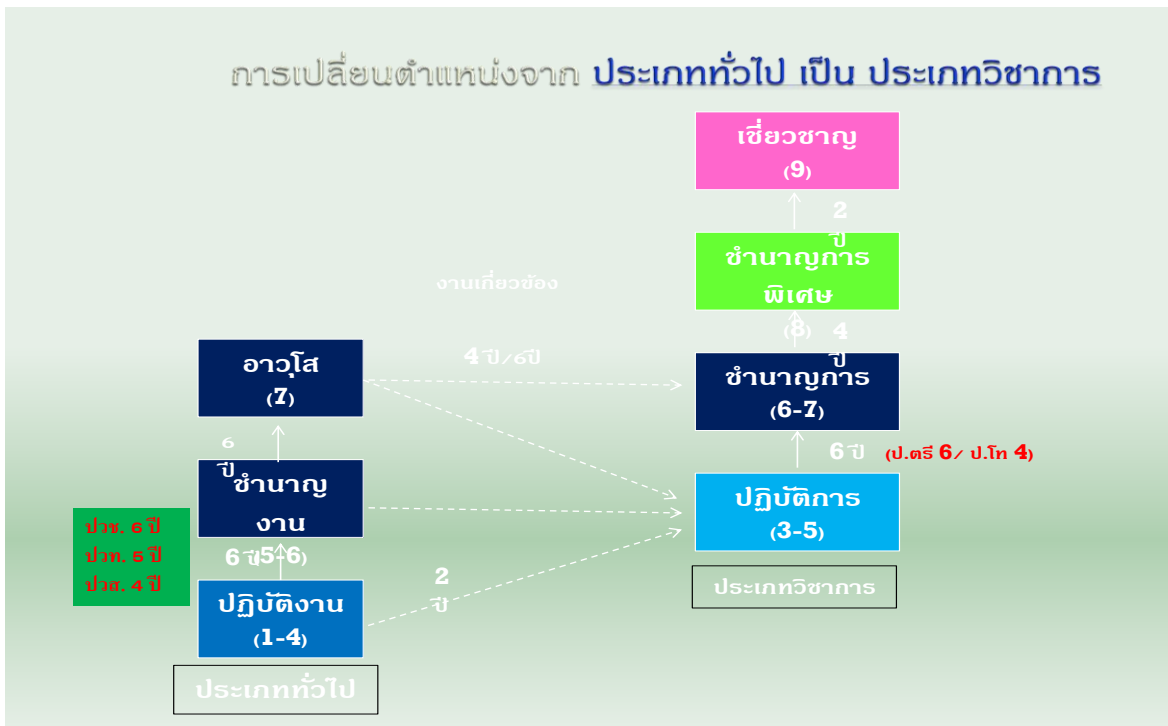 การเปลี่ยนตำแหน่งจาก ประเภททั่วไป เป็น ประเภทวิชาการ
เชี่ยวชาญ
(9)
2
ปี
ชำนาญการ
พิเศษ
(8)
4
ปี
งานเกี่ยวข้อง
4 ปี/6ปี
อาวุโส
(7)
ชำนาญการ
(6-7)
6
ปี
6 ปี
(ป.ตรี 6/ ป.โท 4)
ชำนาญ
งาน
(5-6)
ปฏิบัติการ
(3-5)
ปวช. 6 ปี
ปวท. 5 ปี
ปวส. 4 ปี
6 ปี
2
ปี
ปฏิบัติงาน
(1-4)
ประเภทวิชาการ
ประเภททั่วไป